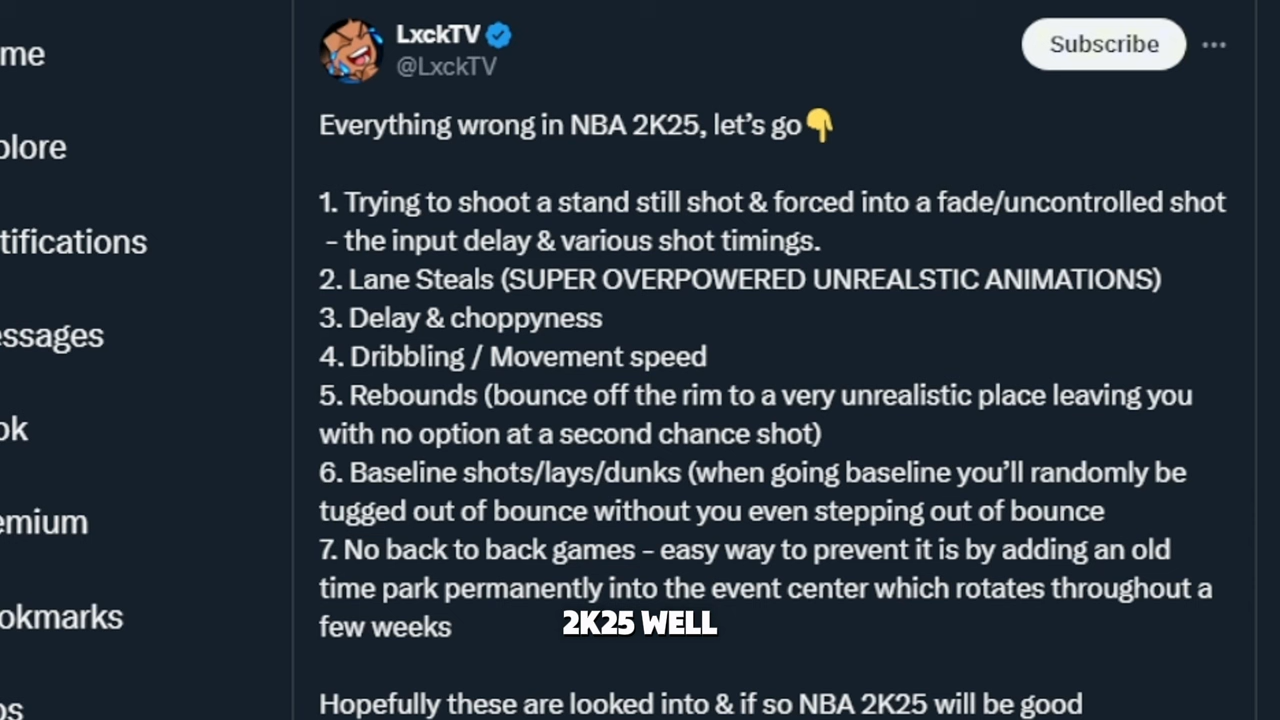 LxckTV
@LxckTV
Subscribe
Everything wrong in NBA 2K25, let’s go👇
1. Trying to shoot a stand still shot & forced into a fade/uncontrolled shot
– the input delay & various shot timings.
2. Lane Steals (SUPER OVERPOWERED UNREALSTIC ANIMATIONS)
3. Delay & choppyness
4. Dribbling / Movement speed
5. Rebounds (bounce off the rim to a very unrealistic place leaving you
with no option at a second chance shot)
6. Baseline shots/lays/dunks (when going baseline you’ll randomly be
tugged out of bounce without you even stepping out of bounce
7. No back to back games – easy way to prevent it is by adding an old
time park permanently into the event center which rotates throughout a
few weeks
2K25 WELL
Hopefully these are looked into & if so NBA 2K25 will be good
me
plore
tifications
essages
ok
emium
ookmarks